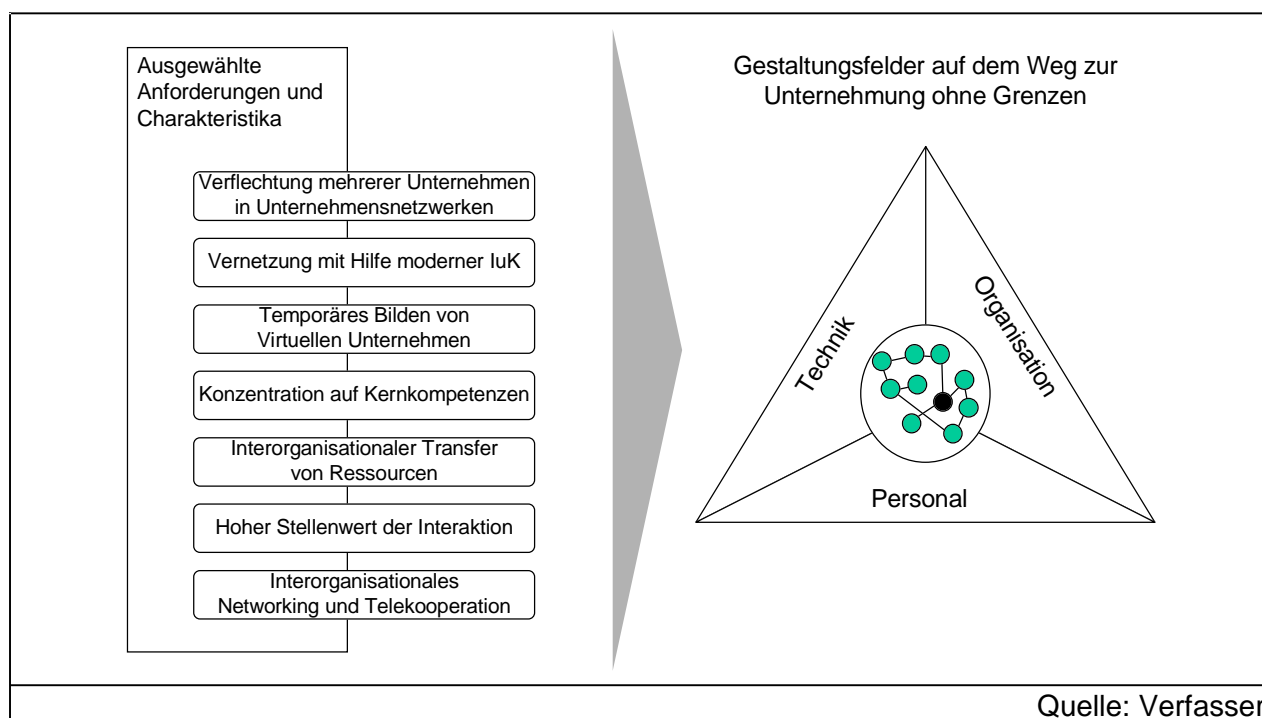 Ausgewählte
Anforderungen und
Charakteristika
Verflechtung mehrerer Unternehmen
in Unternehmensnetzwerken
Vernetzung mit Hilfe moderner IuK
Temporäres Bilden von
Virtuellen Unternehmen
Konzentration auf Kernkompetenzen
Interorganisationaler Transfer
von Ressourcen
Hoher Stellenwert der Interaktion
Interorganisationales
Networking und Telekooperation
Gestaltungsfelder auf dem Weg zur
Unternehmung ohne Grenzen
Technik
Organisation
Personal
Quelle: Verfasser